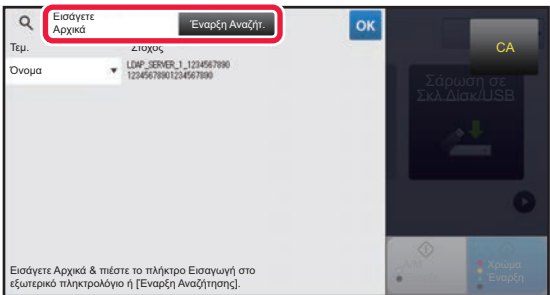 Εισάγετε
Αρχικά
Έναρξη Αναζήτ.
OK
CA
Τεμ.
Στόχος
Όνομα
LDAP_SERVER_1_1234567890
12345678901234567890
Σάρωση σε
Σκλ Δίσκ/USB
Χρώμα
Έναρξη
Εισάγετε Αρχικά & πιέστε το πλήκτρο Εισαγωγή στο
εξωτερικό πληκτρολόγιο ή [Έναρξη Αναζήτησης].